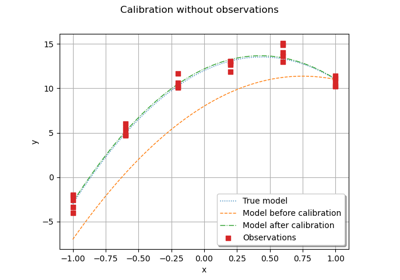 Calibration without observations
15
10
5
0
−5
y
−1.00 −0.75 −0.50 −0.25 0.00 0.25 0.50 0.75 1.00
x
True model
Model before calibration
Model after calibration
Observations